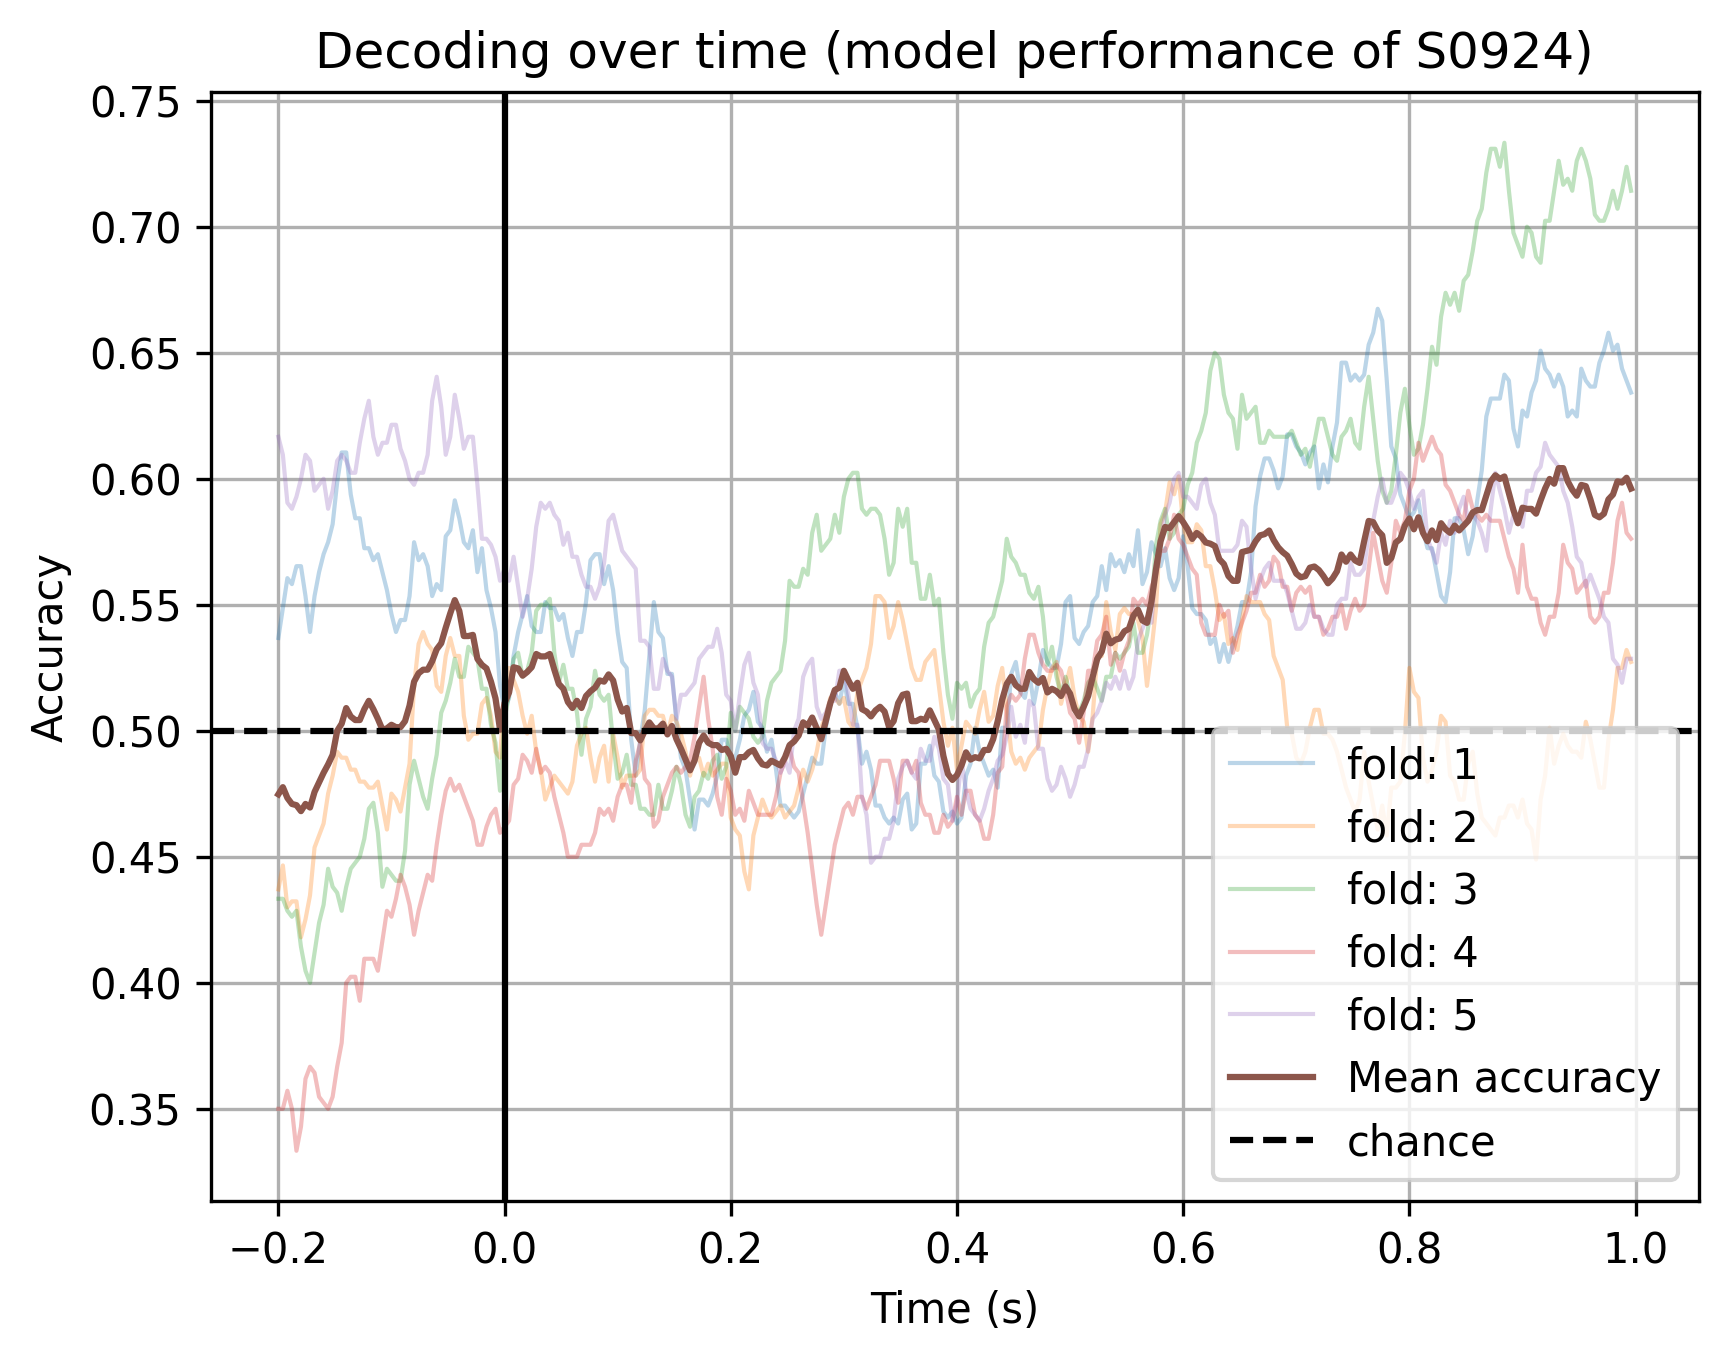 Decoding over time (model performance of S0924)
Accuracy
0.75
0.70
0.65
0.60
0.55
0.50
0.45
0.40
0.35
fold: 1
fold: 2
fold: 3
fold: 4
fold: 5
Mean accuracy
chance
−0.2 0.0 0.2 0.4 0.6 0.8 1.0
Time (s)